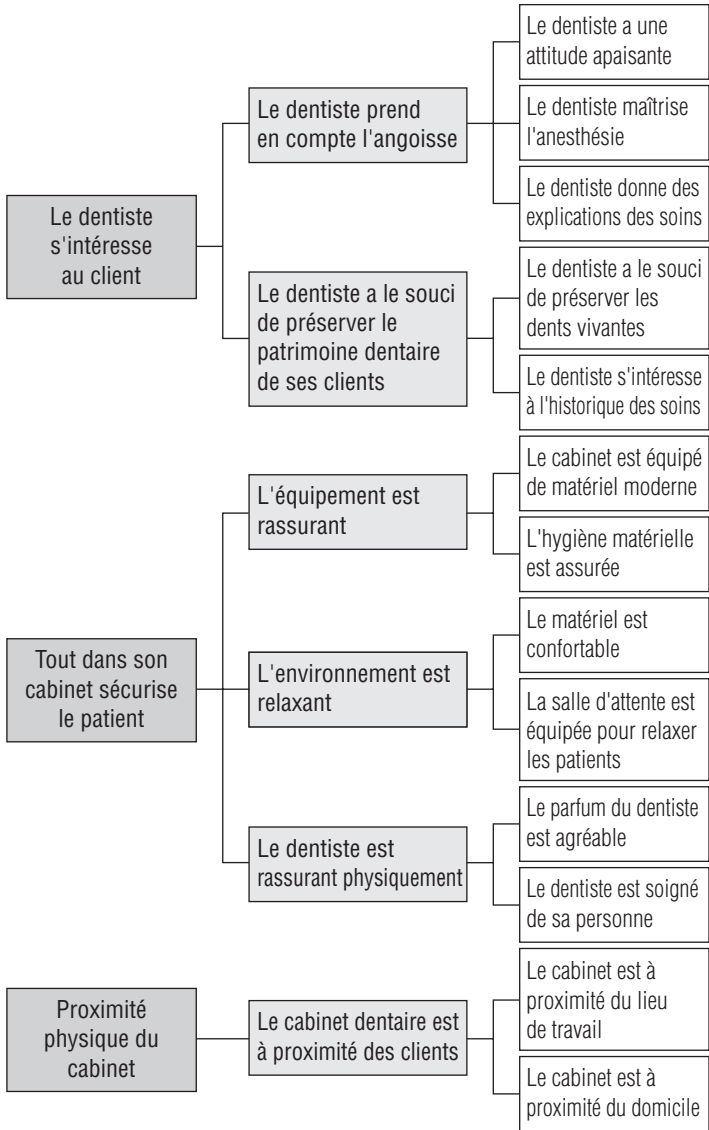 Le dentiste
s'intéresse
au client
Le dentiste prend
en compte l'angoisse
Le dentiste a une
attitude apaisante
Le dentiste maîtrise
l'anesthésie
Le dentiste donne des
explications des soins
Le dentiste a le souci
de préserver le
patrimoine dentaire
de ses clients
Le dentiste a le souci
de préserver les
dents vivantes
Le dentiste s'intéresse
à l'historique des soins
Tout dans son
cabinet sécurise
le patient
L'équipement est
rassurant
Le cabinet est équipé
de matériel moderne
L'hygiène matérielle
est assurée
L'environnement est
relaxant
Le matériel est
confortable
La salle d'attente est
équipée pour relaxer
les patients
Le dentiste est
rassurant physiquement
Le parfum du dentiste
est agréable
Le dentiste est soigné
de sa personne
Proximité
physique du
cabinet
Le cabinet dentaire est
à proximité des clients
Le cabinet est à
proximité du lieu
de travail
Le cabinet est à
proximité du domicile